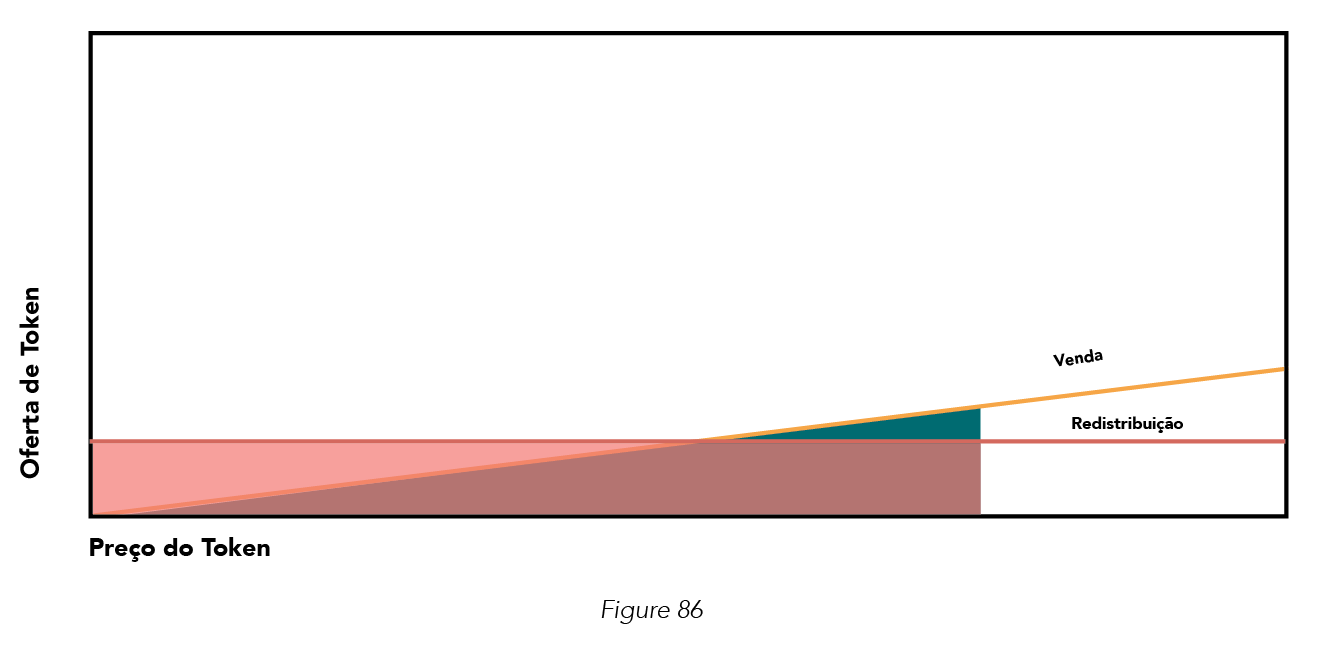 Oferta de Token
Venda
Redistribuição
Preço do Token
Figure 86